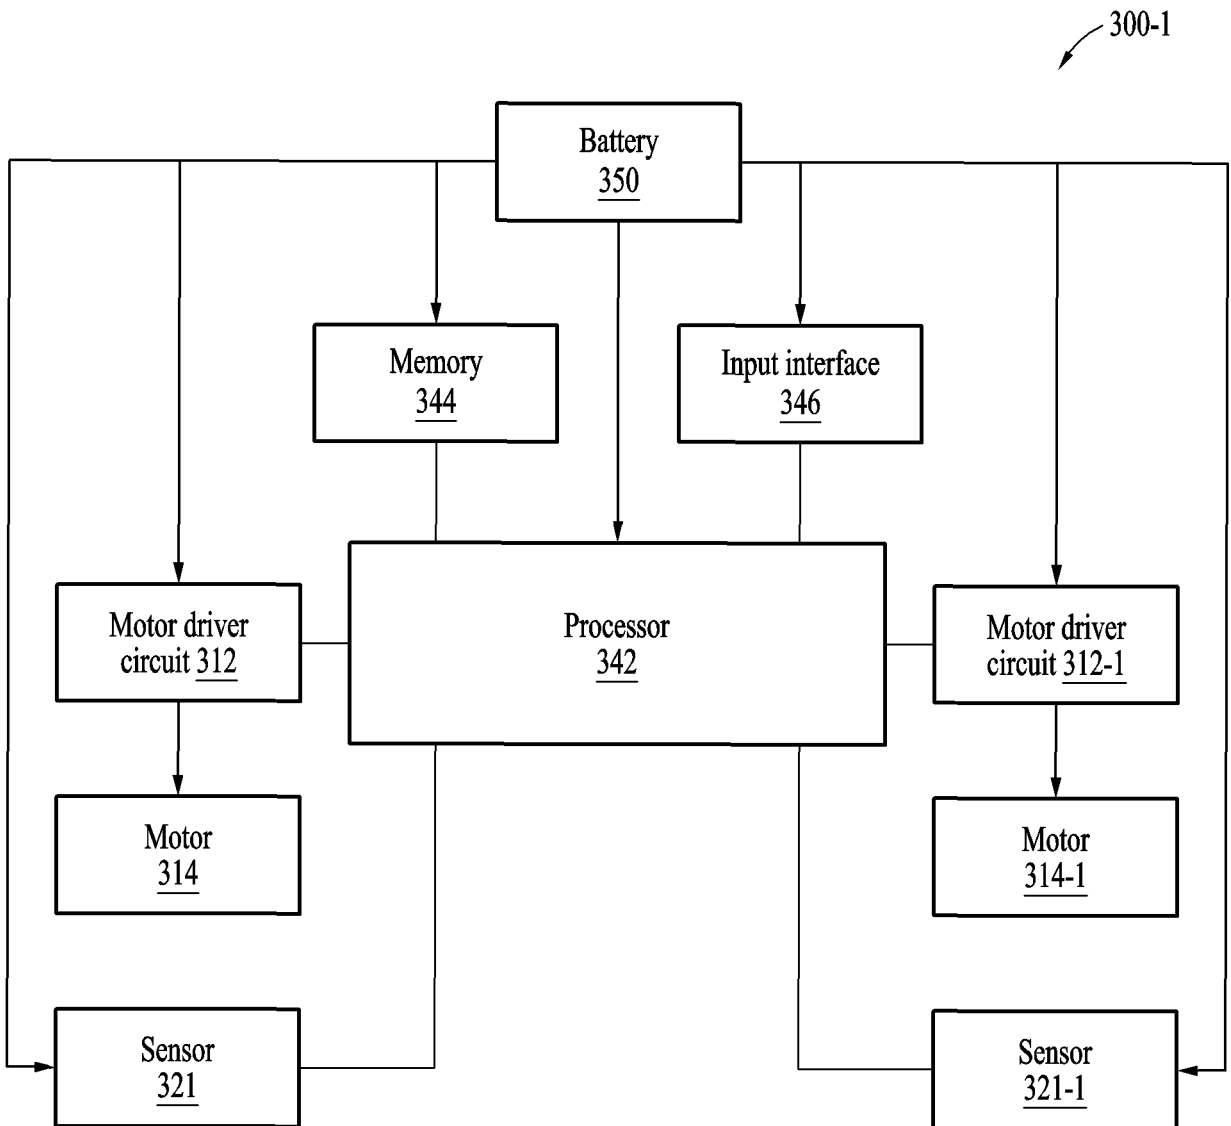 300-1
Battery
350
Memory
344
Input interface
346
Motor driver
circuit 312
Processor
342
Motor driver
circuit 312-1
Motor
314
Motor
314-1
Sensor
321
Sensor
321-1